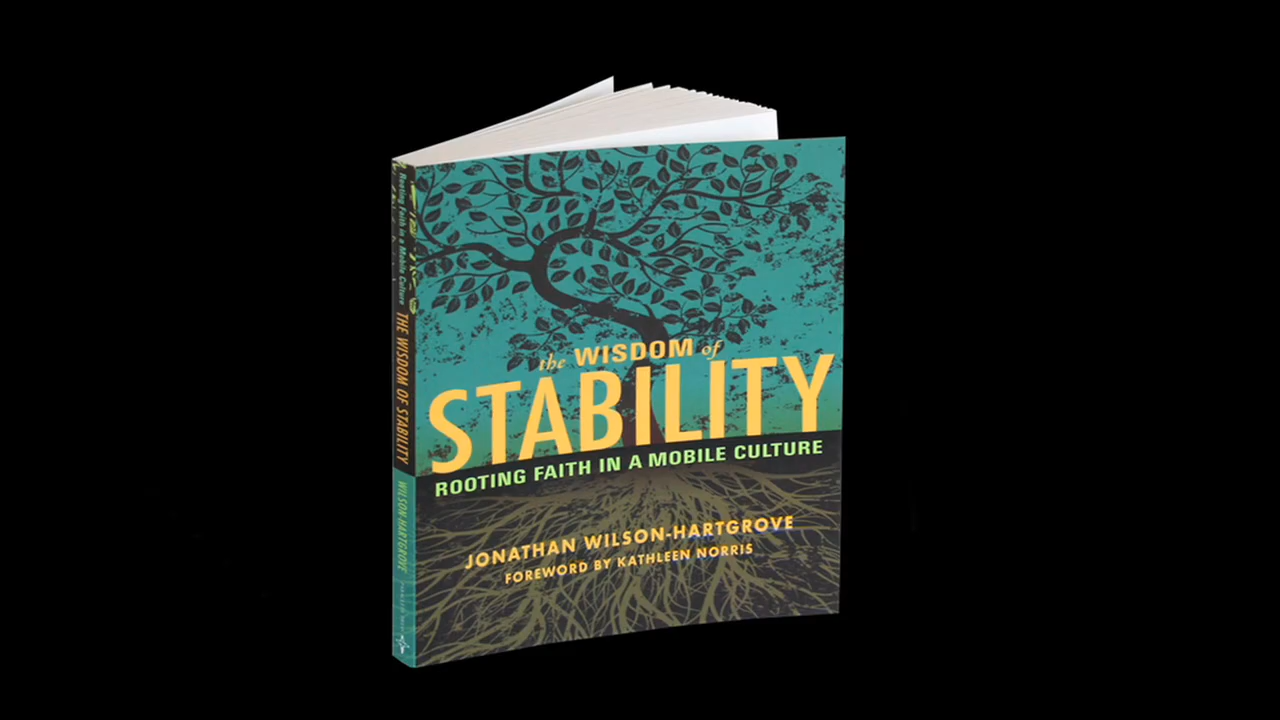 the WISDOM of
STABILITY
ROOTING FAITH IN A MOBILE CULTURE
JONATHAN WILSON-HARTGROVE
FOREWORD BY KATHLEEN NORRIS
Rooting Faith in a Mobile Culture
THE WISDOM OF STABILITY
WILSON-HARTGROVE